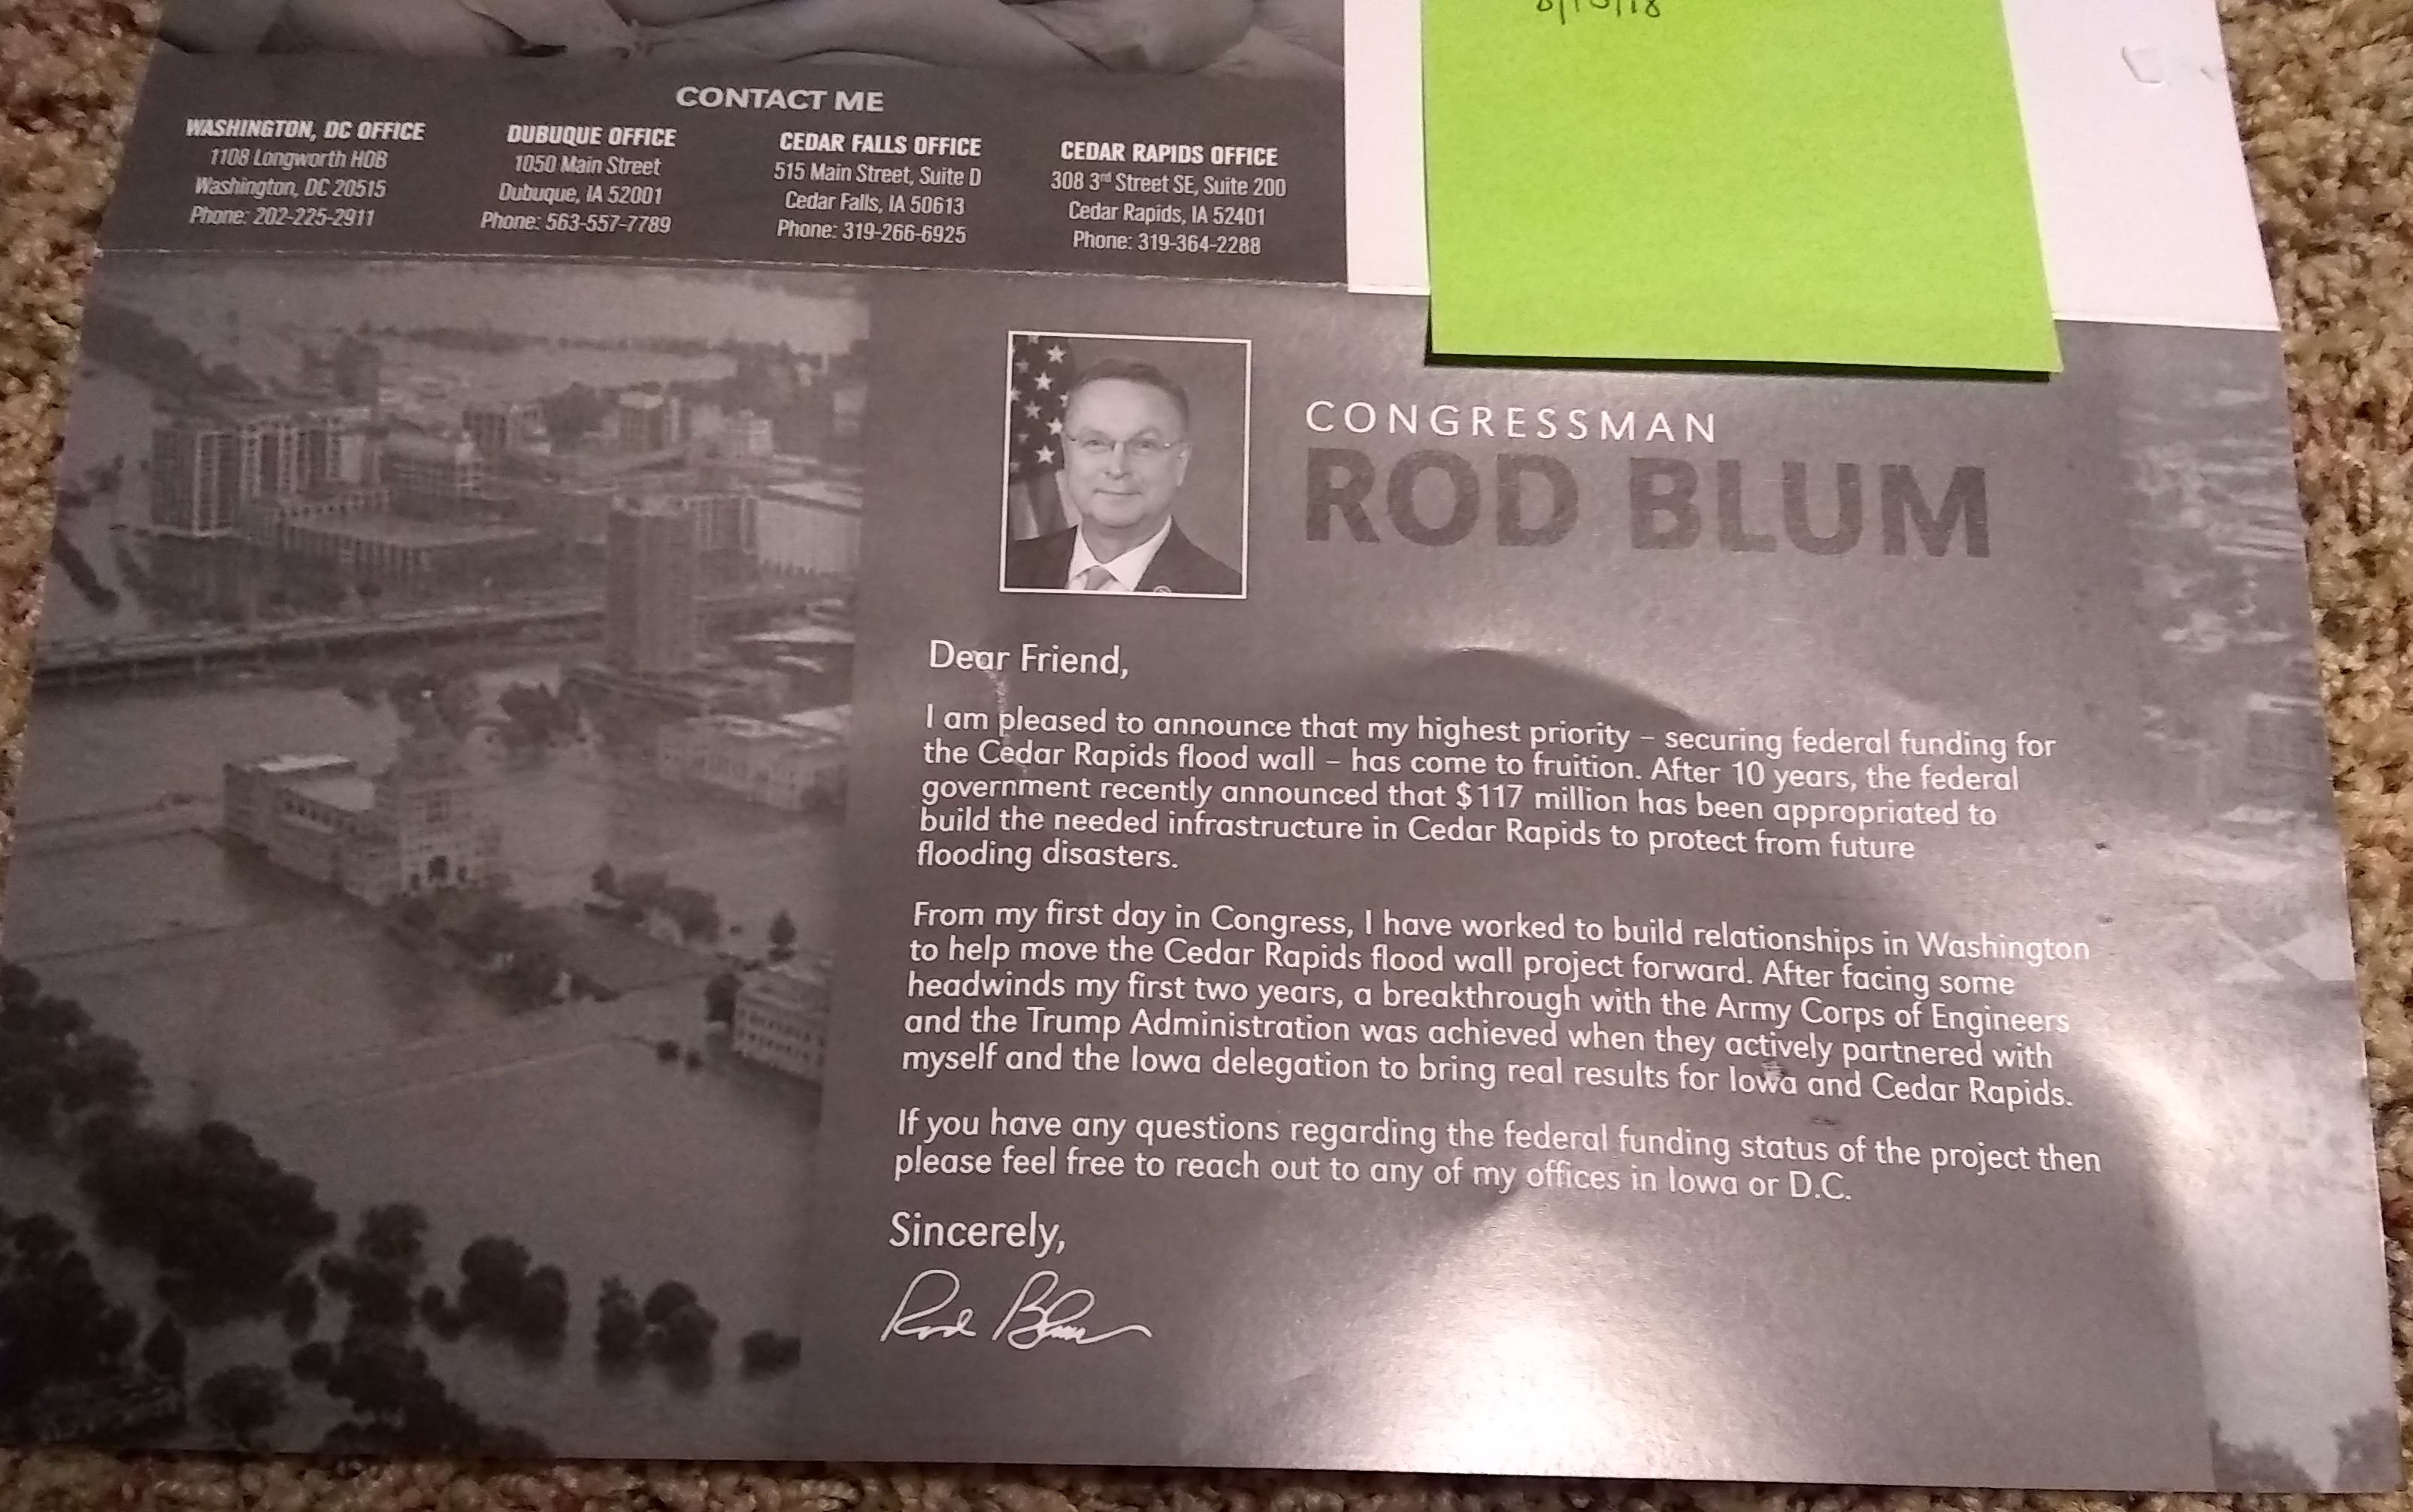 CONTACT ME
WASHINGTON, DC OFFICE
1108 Longworth HOB
Washington, DC 20515
Phone: 202-225-2911
DUBUQUE OFFICE
1050 Main Street
Dubuque, IA 52001
Phone: 563-557-7789
CEDAR FALLS OFFICE
515 Main Street, Suite D
Cedar Falls, IA 50613
Phone: 319-266-6925
CEDAR RAPIDS OFFICE
308 3rd Street SE, Suite 200
Cedar Rapids, IA 52401
Phone: 319-364-2288
CONGRESSMAN
ROD BLUM
Dear Friend,
I am pleased to announce that my highest priority – securing federal funding for
the Cedar Rapids flood wall – has come to fruition. After 10 years, the federal
government recently announced that $117 million has been appropriated to
build the needed infrastructure in Cedar Rapids to protect from future
flooding disasters.
From my first day in Congress, I have worked to build relationships in Washington
to help move the Cedar Rapids flood wall project forward. After facing some
headwinds my first two years, a breakthrough with the Army Corps of Engineers
and the Trump Administration was achieved when they actively partnered with
myself and the Iowa delegation to bring real results for Iowa and Cedar Rapids.
If you have any questions regarding the federal funding status of the project then
please feel free to reach out to any of my offices in Iowa or D.C.
Sincerely,
Rod Blum